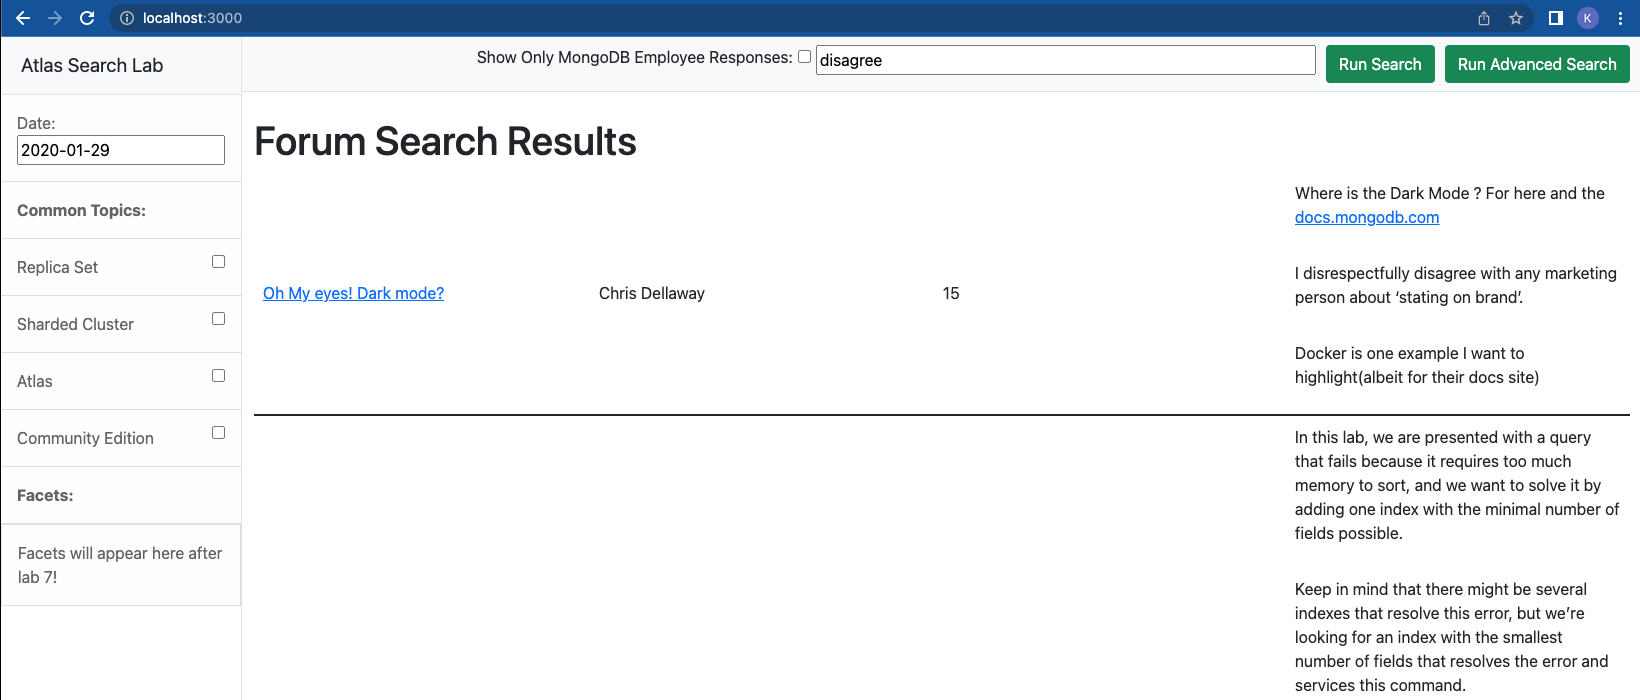 localhost:3000
K
Atlas Search Lab
Show Only MongoDB Employee Responses:
disagree
Run Search
Run Advanced Search
Date:
2020-01-29
Common Topics:
Replica Set
Sharded Cluster
Atlas
Community Edition
Facets:
Facets will appear here after
lab 7!
Forum Search Results
Oh My eyes! Dark mode?
Chris Dellaway
15
Where is the Dark Mode ? For here and the
docs.mongodb.com
I disrespectfully disagree with any marketing
person about ‘stating on brand’.
Docker is one example I want to
highlight(albeit for their docs site)
In this lab, we are presented with a query
that fails because it requires too much
memory to sort, and we want to solve it by
adding one index with the minimal number of
fields possible.
Keep in mind that there might be several
indexes that resolve this error, but we’re
looking for an index with the smallest
number of fields that resolves the error and
services this command.